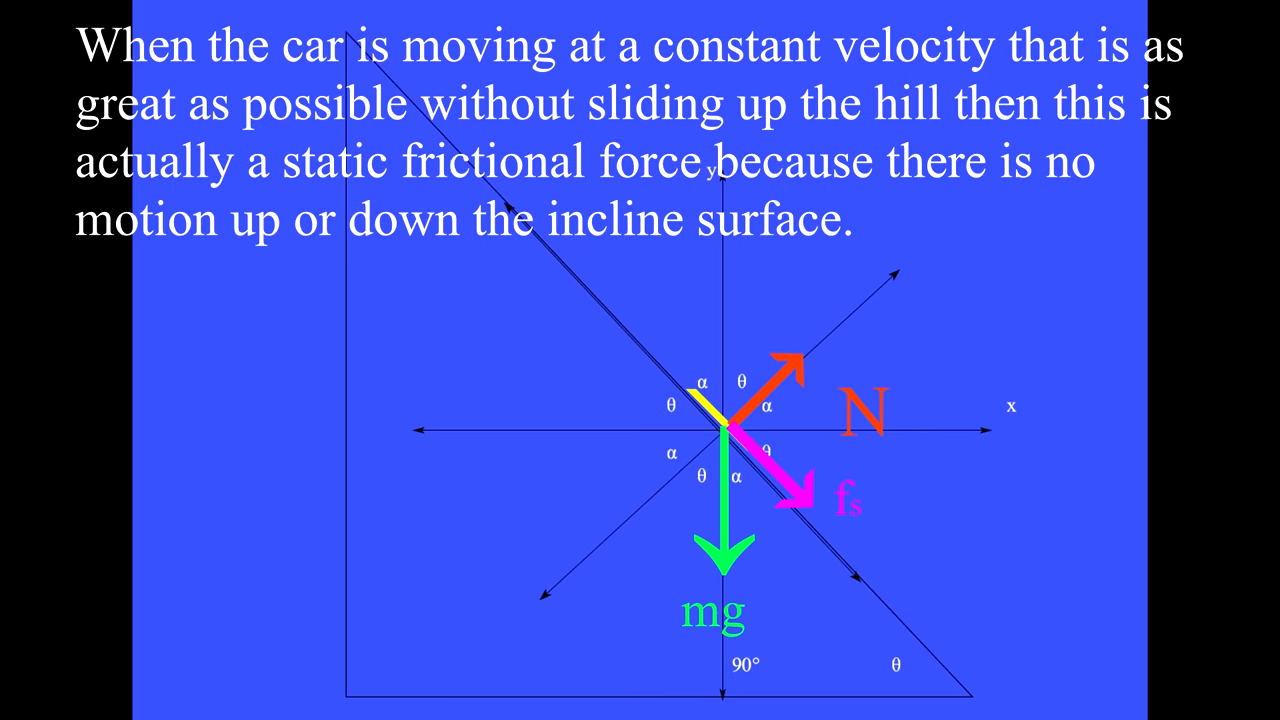 When the car is moving at a constant velocity that is as
great as possible without sliding up the hill then this is
actually a static frictional force because there is no
motion up or down the incline surface.
y
α θ
θ α N x
α θ
θ α fs
mg
90° θ